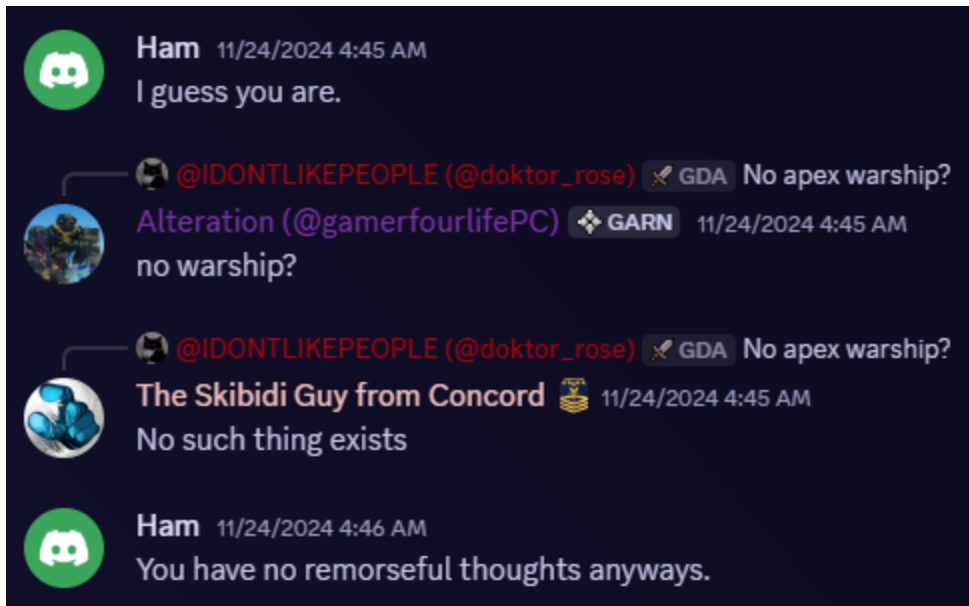 Ham 11/24/2024 4:45 AM
I guess you are.
@IDONTLIKEPEOPLE (@doktor_rose) GDA No apex warship?
Alteration (@gamerfourlifePC) GARN 11/24/2024 4:45 AM
no warship?
@IDONTLIKEPEOPLE (@doktor_rose) GDA No apex warship?
The Skibidi Guy from Concord 11/24/2024 4:45 AM
No such thing exists
Ham 11/24/2024 4:46 AM
You have no remorseful thoughts anyways.